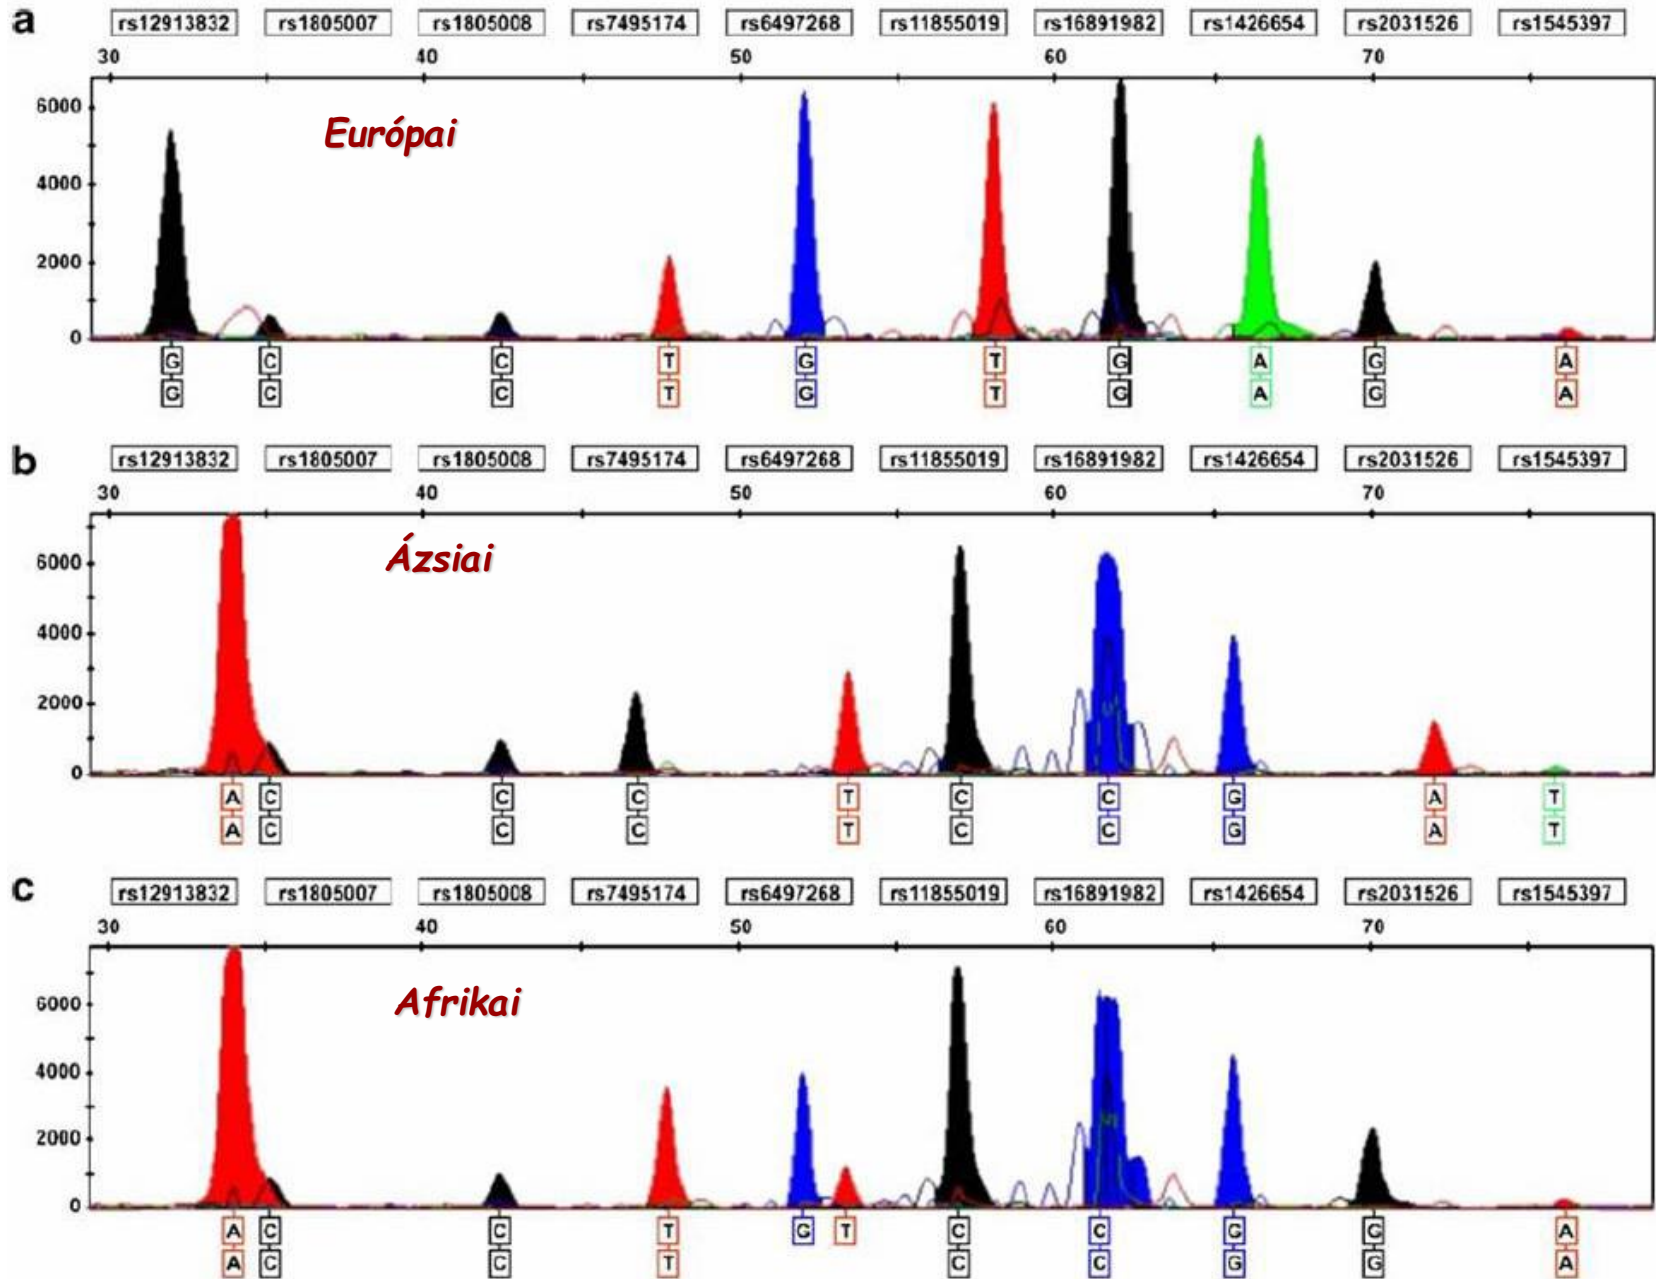 a
rs12913832 rs1805007 rs1805008 rs7495174 rs6497268 rs11855019 rs16891982 rs1426654 rs2031526 rs1545397
30 40 50 60 70
6000
Európai
4000
2000
0
G C C T G T G A G A
G C C T G T G A G A
b
rs12913832 rs1805007 rs1805008 rs7495174 rs6497268 rs11855019 rs16891982 rs1426654 rs2031526 rs1545397
30 40 50 60 70
6000
Ázsiai
4000
2000
0
A C C C T C C G A T
A C C C T C C G A T
c
rs12913832 rs1805007 rs1805008 rs7495174 rs6497268 rs11855019 rs16891982 rs1426654 rs2031526 rs1545397
30 40 50 60 70
6000
Afrikai
4000
2000
0
A C C T G T C C G G A
A C C T C C G G A